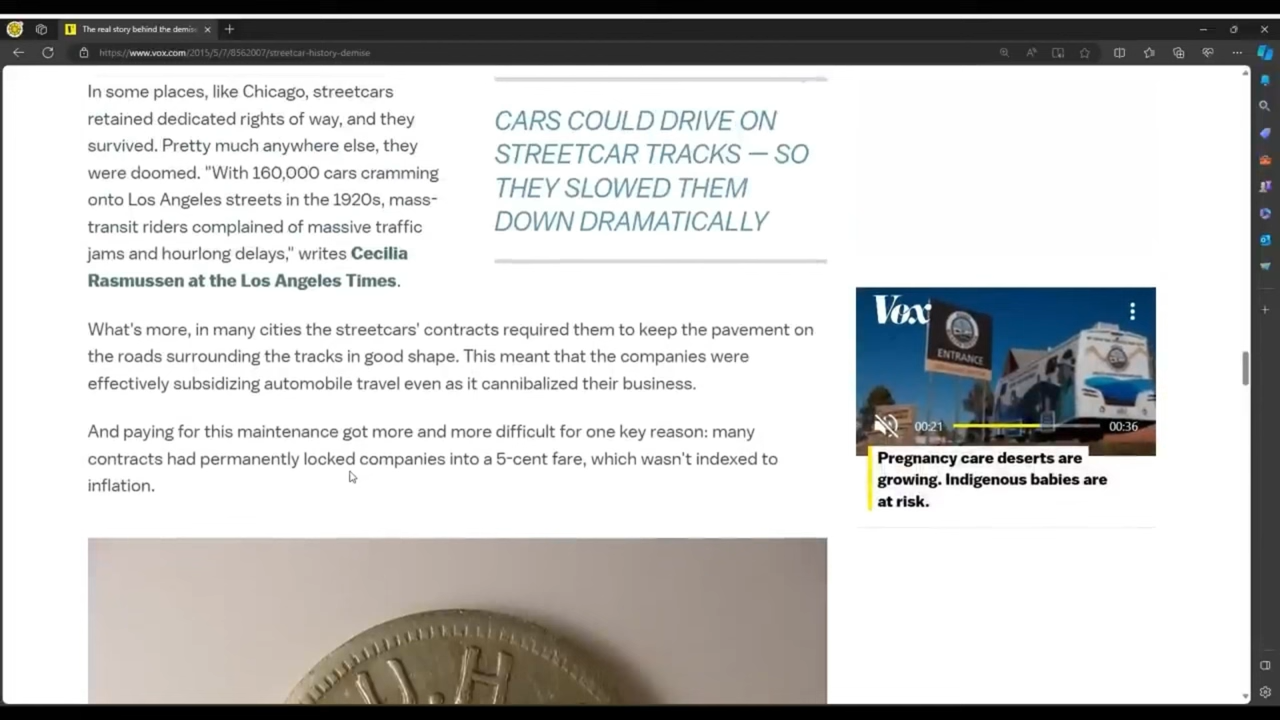 The real story behind the demis
https://www.vox.com/2015/5/7/8562007/streetcar-history-demise
In some places, like Chicago, streetcars
retained dedicated rights of way, and they
survived. Pretty much anywhere else, they
were doomed. "With 160,000 cars cramming
onto Los Angeles streets in the 1920s, mass-
transit riders complained of massive traffic
jams and hourlong delays," writes Cecilia
Rasmussen at the Los Angeles Times.
CARS COULD DRIVE ON
STREETCAR TRACKS — SO
THEY SLOWED THEM
DOWN DRAMATICALLY
What's more, in many cities the streetcars' contracts required them to keep the pavement on
the roads surrounding the tracks in good shape. This meant that the companies were
effectively subsidizing automobile travel even as it cannibalized their business.
And paying for this maintenance got more and more difficult for one key reason: many
contracts had permanently locked companies into a 5-cent fare, which wasn't indexed to
inflation.
U.H
Vox
ENTRANCE
00:21
00:36
Pregnancy care deserts are
growing. Indigenous babies are
at risk.